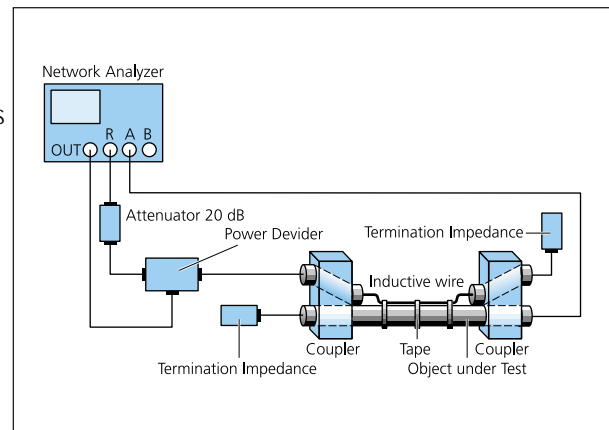 Network Analyzer
S
R A B
OUT
Attenuator 20 dB
Power Devider
Termination Impedance
Inductive wire
Coupler
Tape
Coupler
Termination Impedance
Object under Test